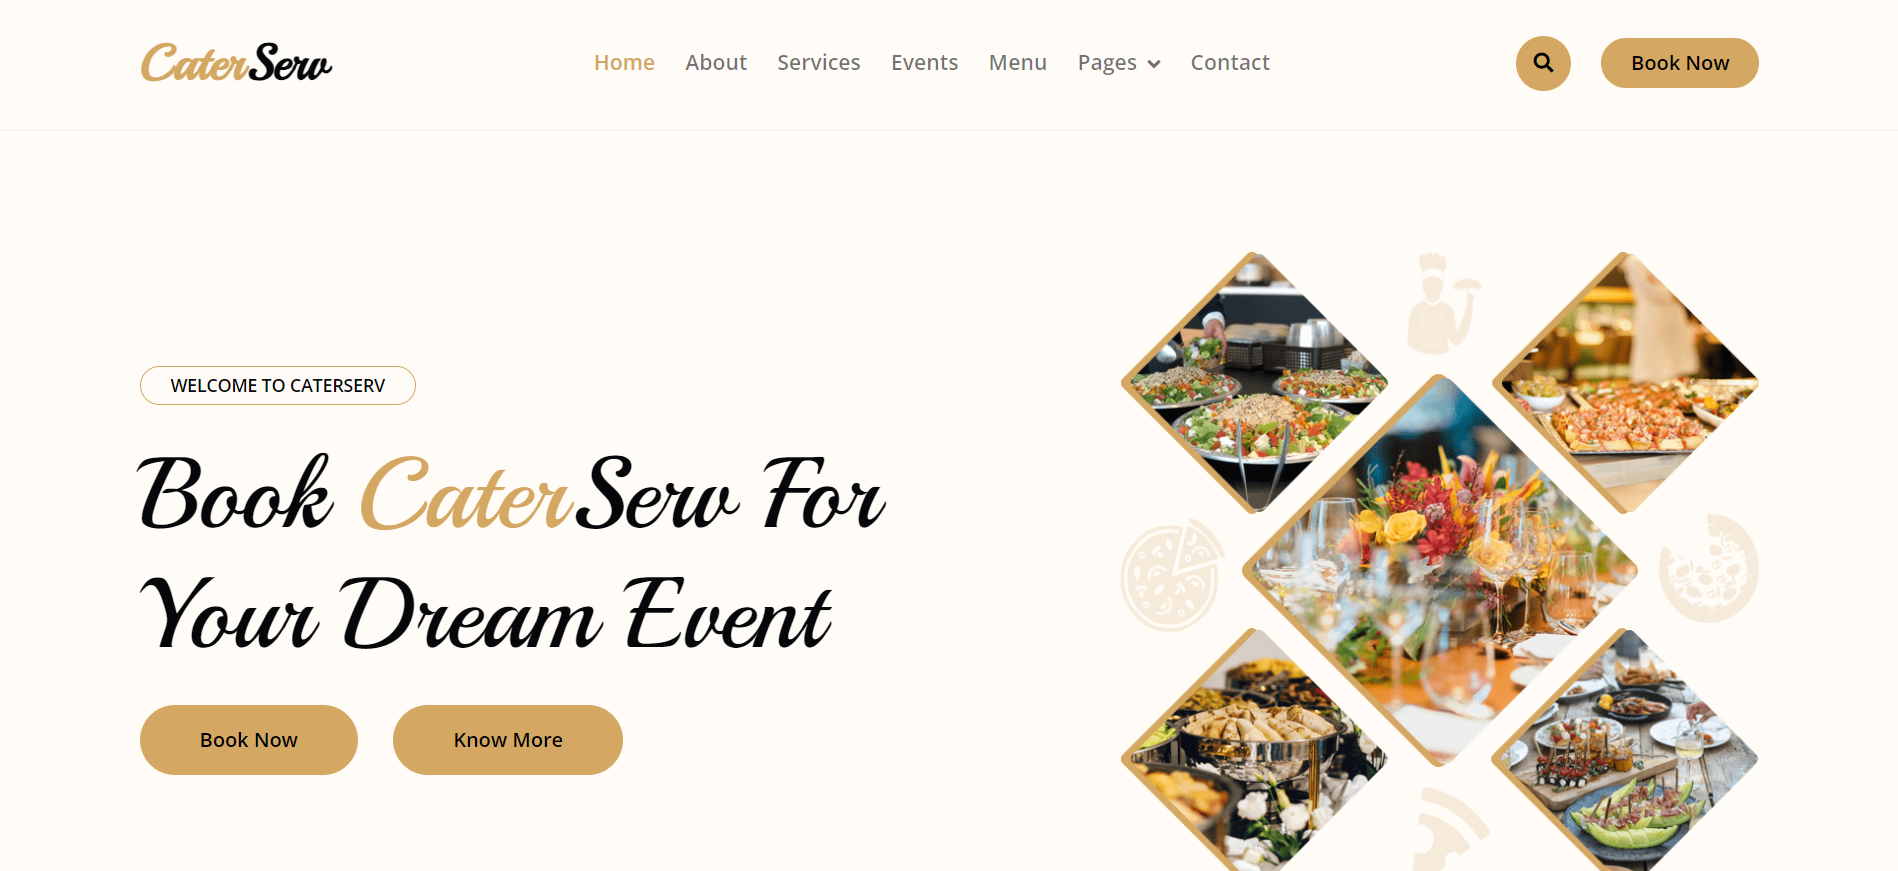 CaterServ
Home About Services Events Menu Pages Contact
Book Now
WELCOME TO CATERSERV
Book CaterServ For
Your Dream Event
Book Now
Know More